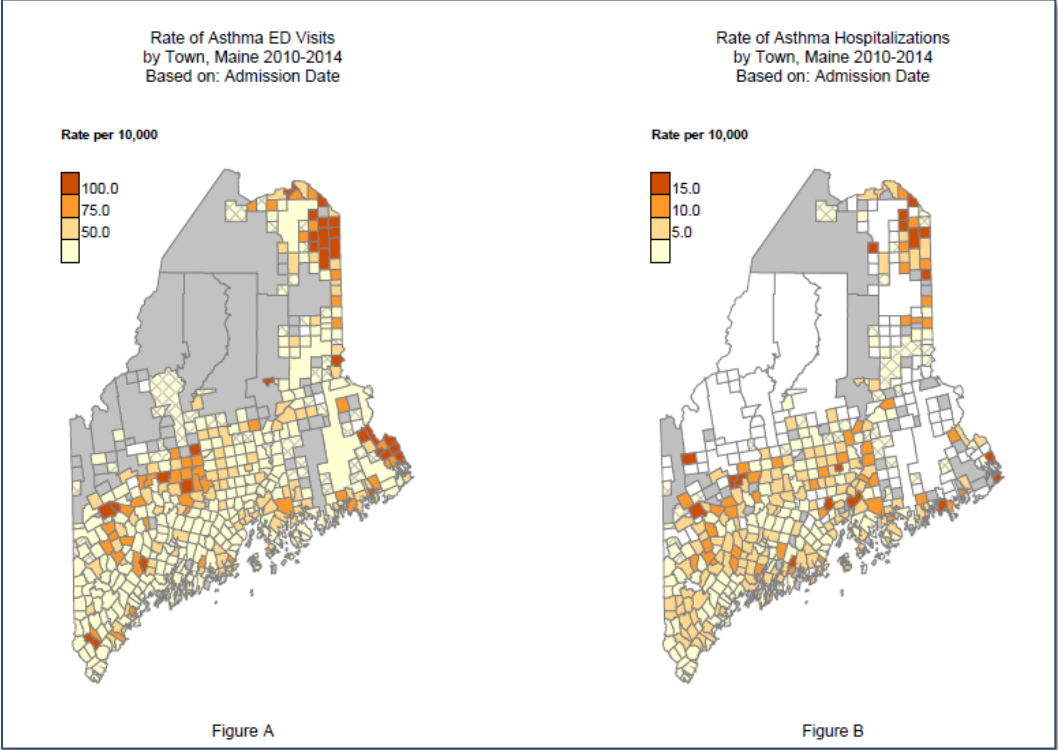 Rate of Asthma ED Visits
by Town, Maine 2010-2014
Based on: Admission Date
Rate per 10,000
100.0
75.0
50.0
Figure A
Rate of Asthma Hospitalizations
by Town, Maine 2010-2014
Based on: Admission Date
Rate per 10,000
15.0
10.0
5.0
Figure B